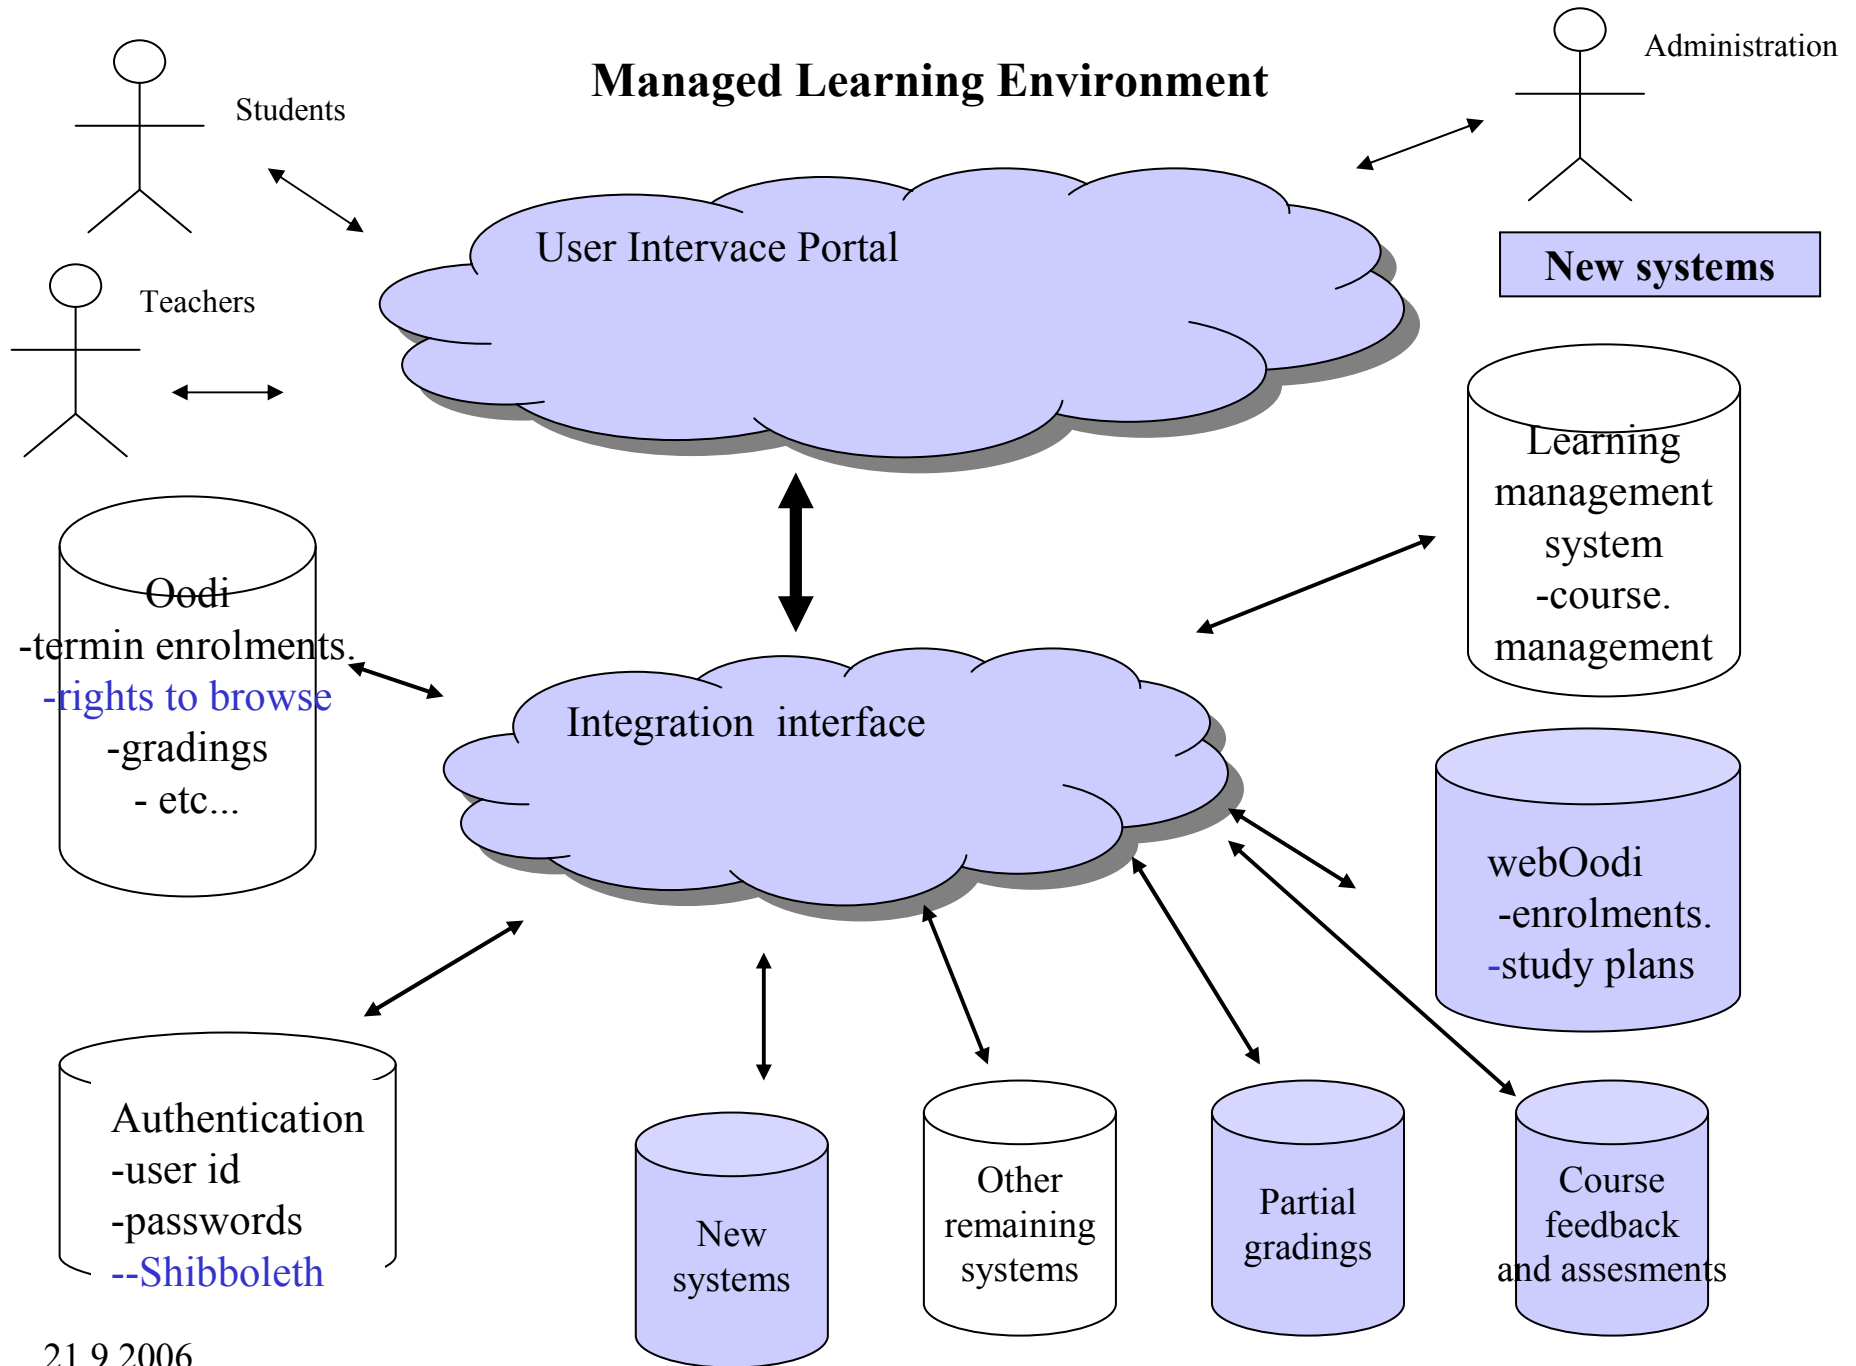 Managed Learning Environment
Administration
Students
User Intervace Portal
New systems
Teachers
Learning
management
system
-course.
management
Oodi
-termin enrolments.
-rights to browse
-gradings
- etc...
Integration  interface
webOodi
-enrolments.
-study plans
Authentication
-user id
-passwords
--Shibboleth
New
systems
Other
remaining
systems
Partial
gradings
Course
feedback
and assesments
21.9.2006